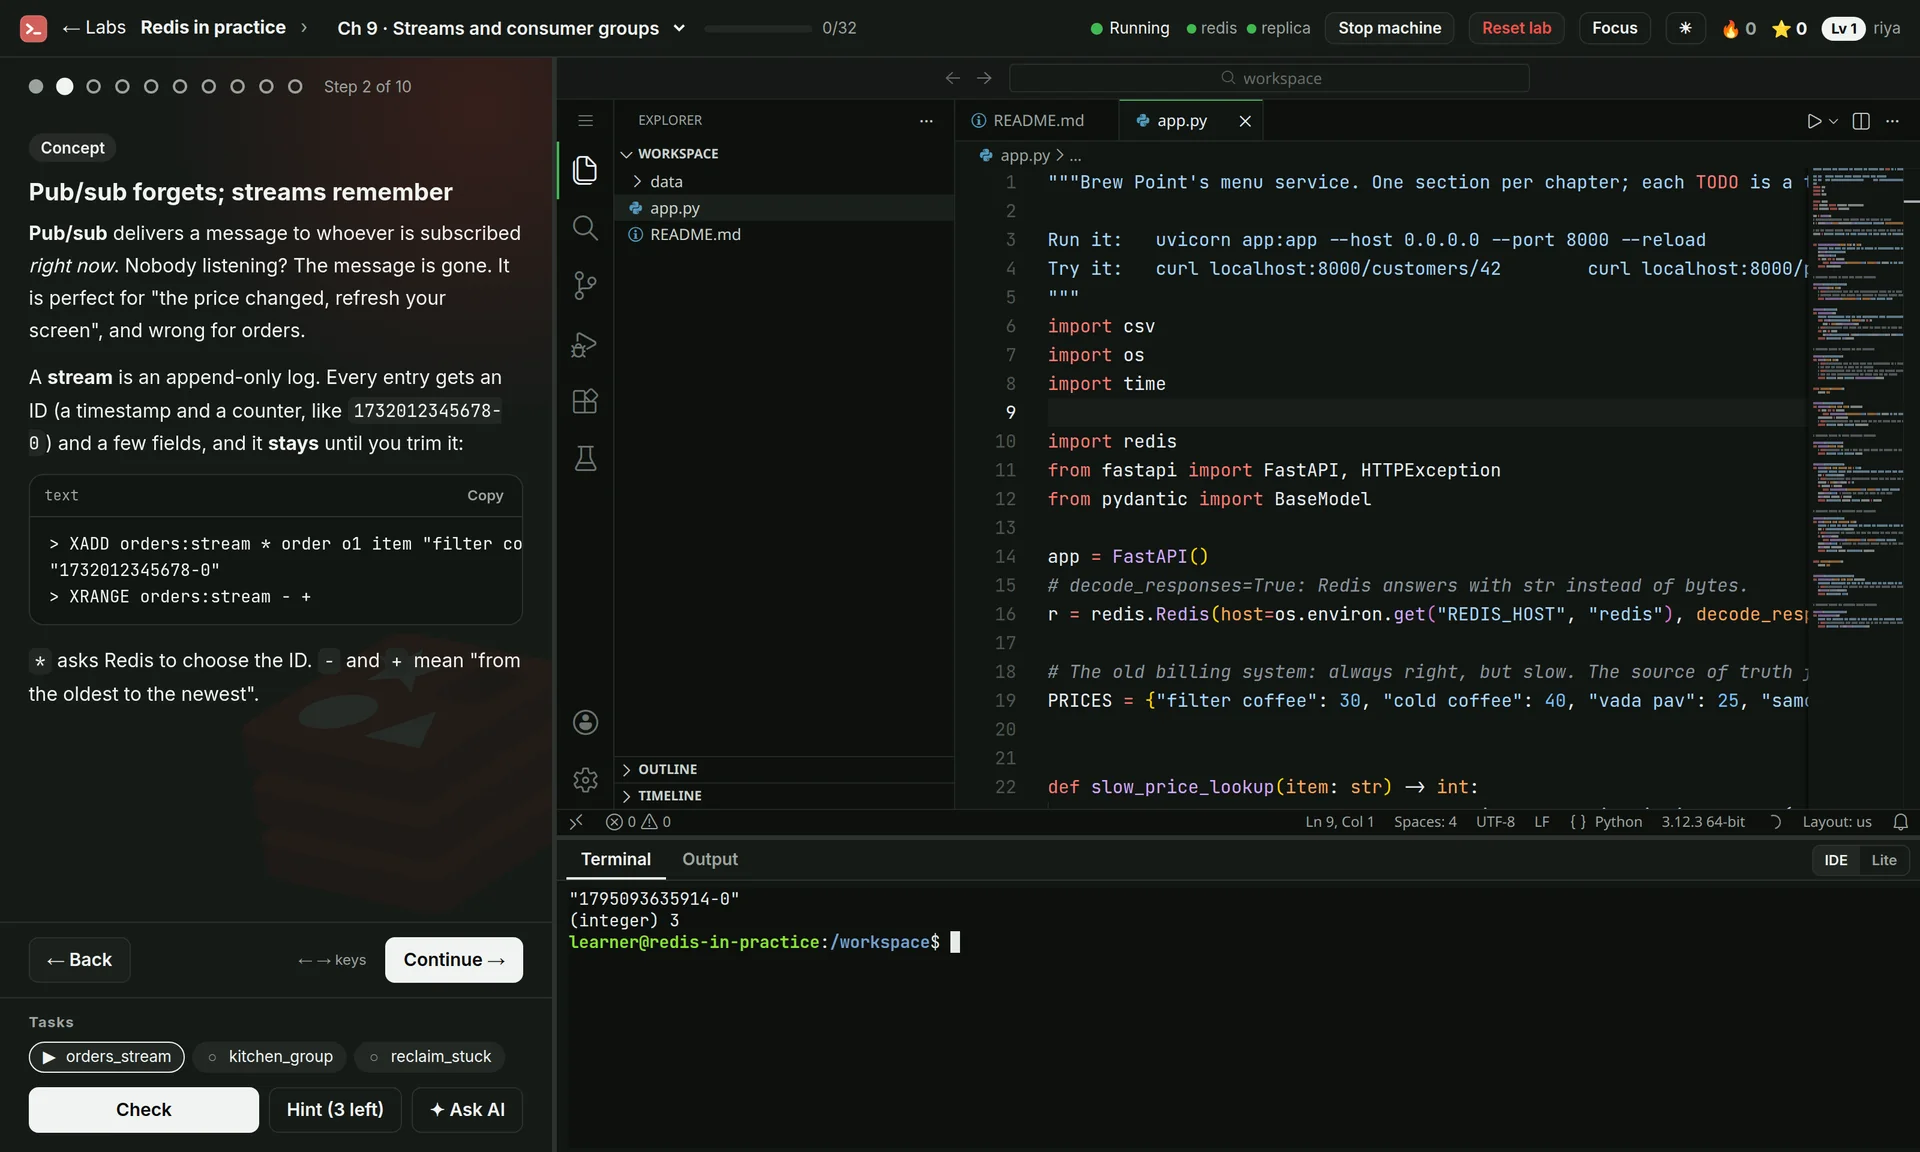 ← Labs Redis in practice › Ch 9 · Streams and consumer groups 0/32 Running redis replica Stop machine Reset lab Focus 0 0 Lv 1 riya
Step 2 of 10
Concept
Pub/sub forgets; streams remember
Pub/sub delivers a message to whoever is subscribed
right now. Nobody listening? The message is gone. It
is perfect for "the price changed, refresh your
screen", and wrong for orders.
A stream is an append-only log. Every entry gets an
ID (a timestamp and a counter, like 1732012345678-
0) and a few fields, and it stays until you trim it:
text Copy
> XADD orders:stream * order o1 item "filter co
"1732012345678-0"
> XRANGE orders:stream - +
* asks Redis to choose the ID. - and + mean "from
the oldest to the newest".
← Back ← → keys Continue →
Tasks
▶ orders_stream ○ kitchen_group ○ reclaim_stuck
Check Hint (3 left) ✦ Ask AI
← → workspace
EXPLORER ...
WORKSPACE
data
app.py
README.md
OUTLINE
TIMELINE
README.md app.py
app.py > ...
1 """Brew Point's menu service. One section per chapter; each TODO is a
2
3 Run it: uvicorn app:app --host 0.0.0.0 --port 8000 --reload
4 Try it: curl localhost:8000/customers/42 curl localhost:8000/
5 """
6 import csv
7 import os
8 import time
9
10 import redis
11 from fastapi import FastAPI, HTTPException
12 from pydantic import BaseModel
13
14 app = FastAPI()
15 # decode_responses=True: Redis answers with str instead of bytes.
16 r = redis.Redis(host=os.environ.get("REDIS_HOST", "redis"), decode_resp
17
18 # The old billing system: always right, but slow. The source of truth
19 PRICES = {"filter coffee": 30, "cold coffee": 40, "vada pav": 25, "samo
20
21
22 def slow_price_lookup(item: str) -> int:
0 0 Ln 9, Col 1 Spaces: 4 UTF-8 LF { } Python 3.12.3 64-bit Layout: us
Terminal Output IDE Lite
"1795093635914-0"
(integer) 3
learner@redis-in-practice:/workspace$